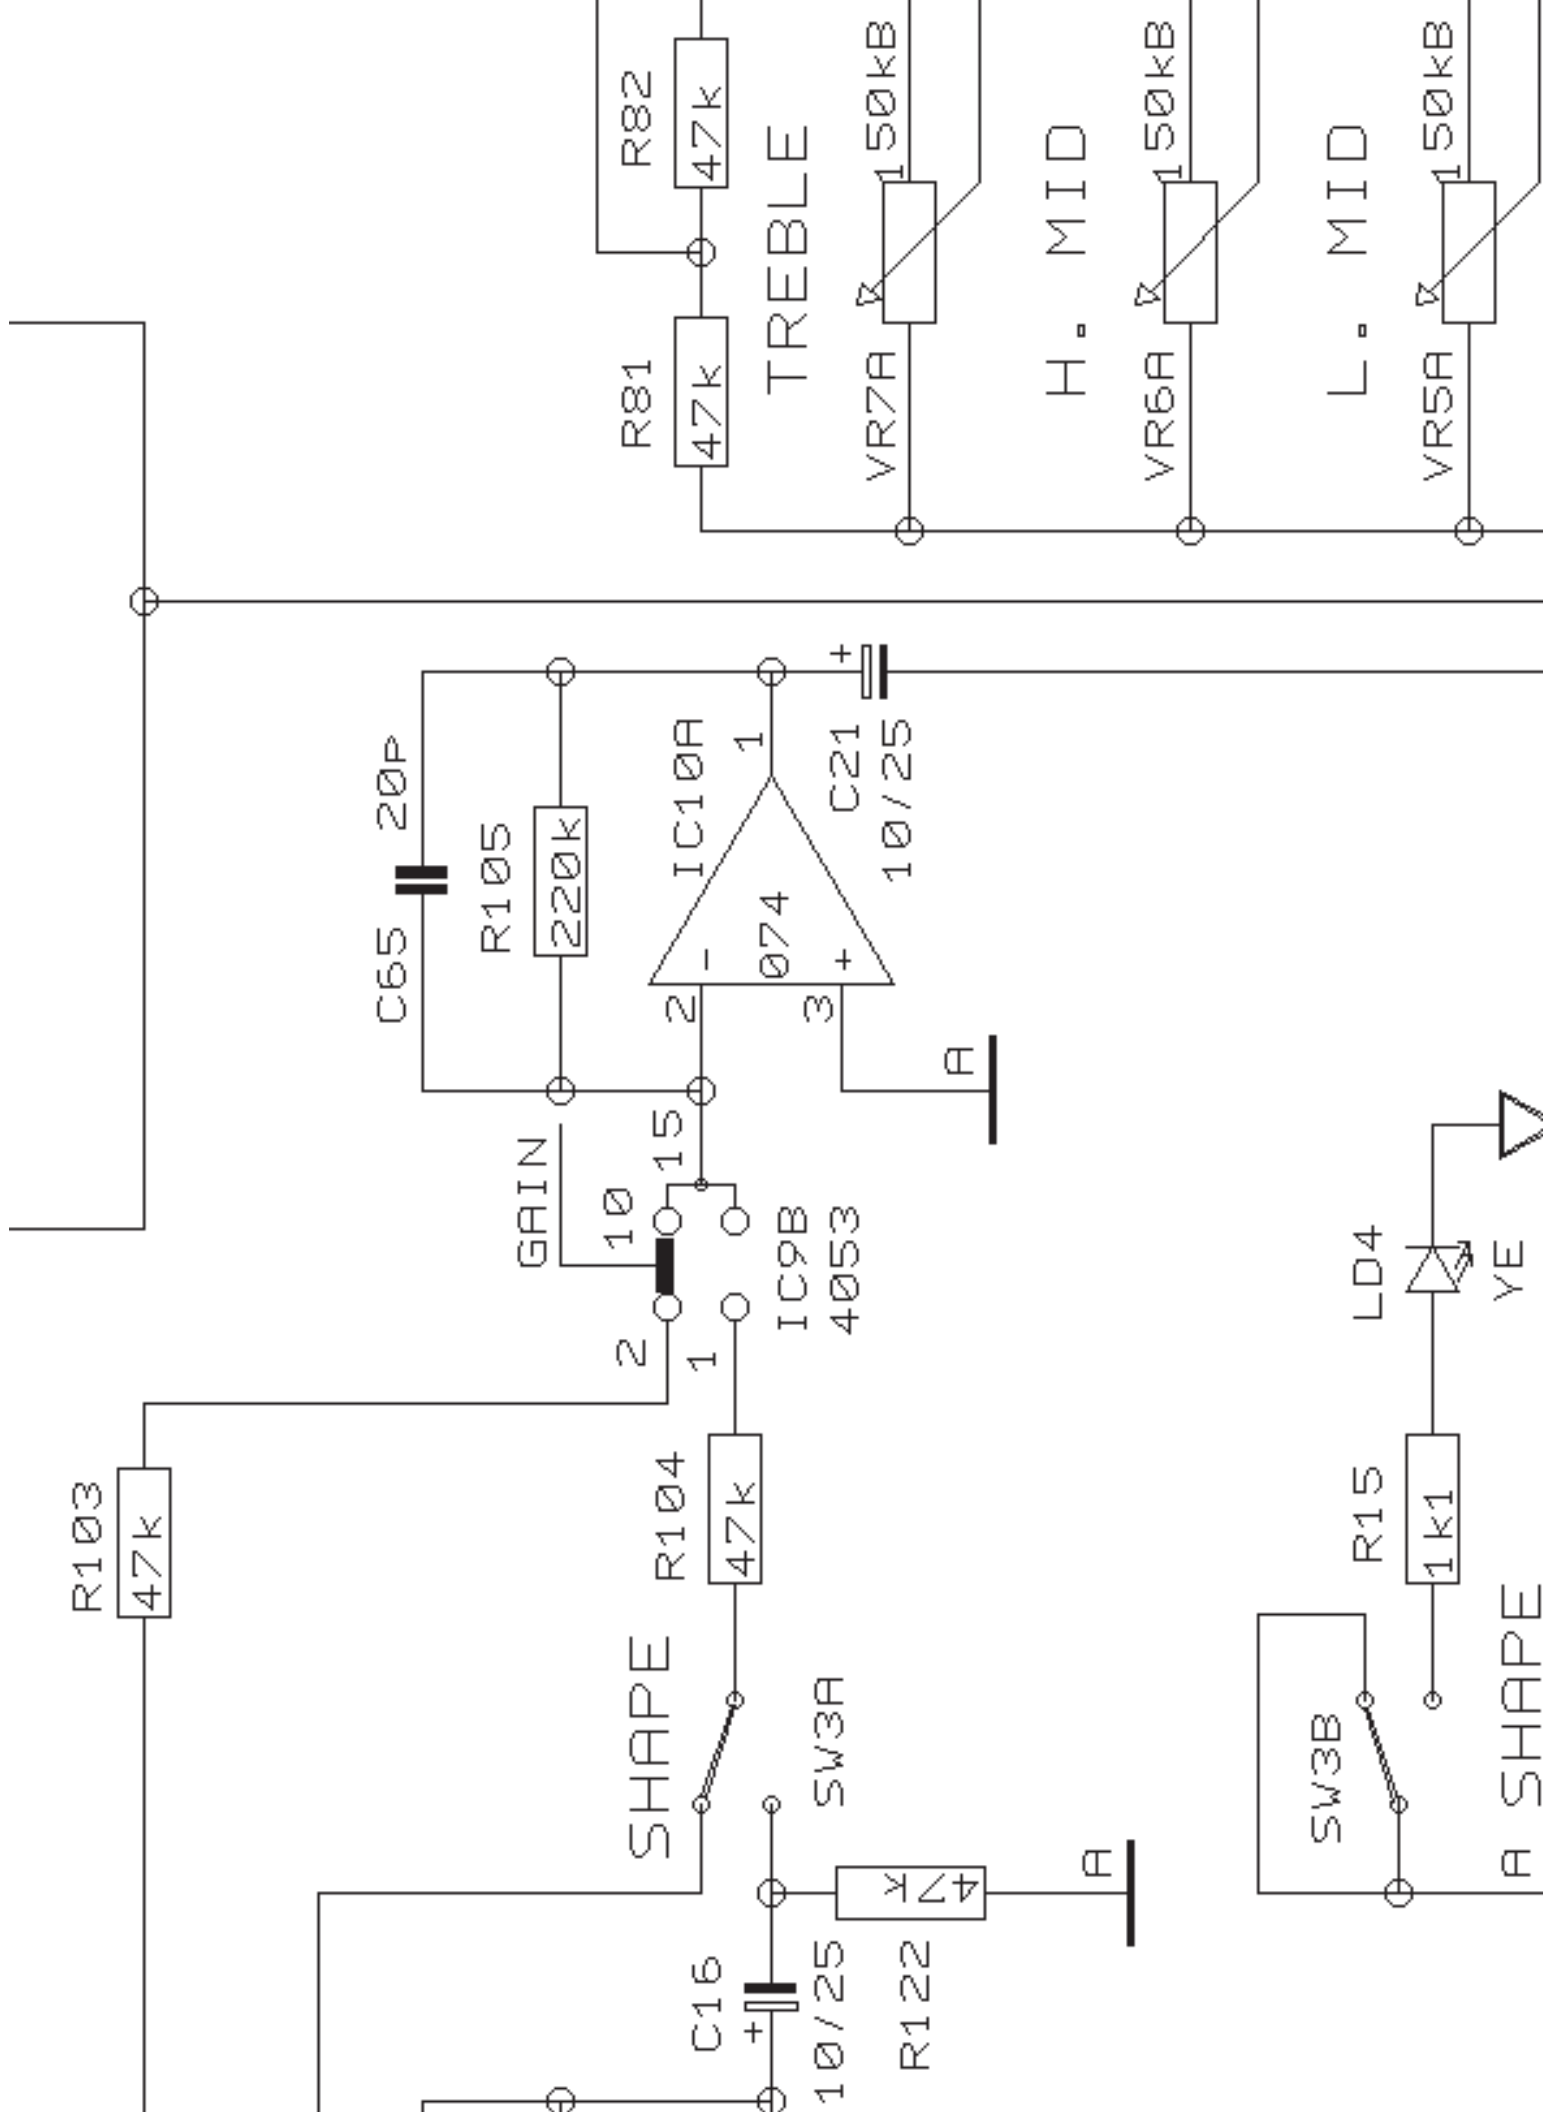 R82
47k
TREBLE
150kB
H. MID
150kB
L. MID
150kB
R81
47k
VR7A
VR6A
VR5A
20p
C65
R105
220k
IC10A
1
074
-
+
2
3
+
C21
10/25
A
GAIN
10
15
IC9B
4053
2
1
LD4
YE
R103
47k
R104
47k
R15
1k1
SHAPE
SW3A
SW3B
A SHAPE
47k
A
C16
+
10/25
R122